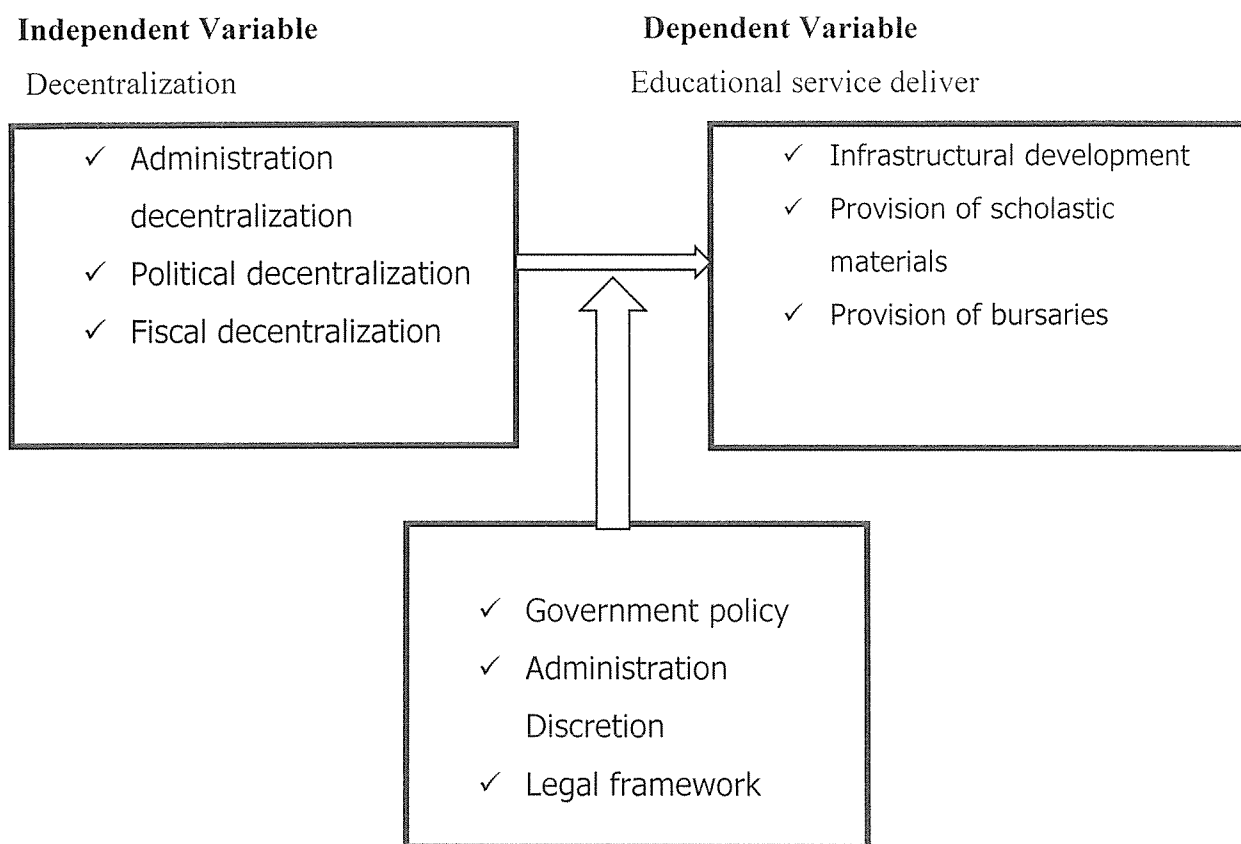 Independent Variable
Dependent Variable
Decentralization
Educational service deliver
✓ Administration
decentralization
✓ Political decentralization
✓ Fiscal decentralization
✓ Infrastructural development
✓ Provision of scholastic
materials
✓ Provision of bursaries
✓ Government policy
✓ Administration
Discretion
✓ Legal framework